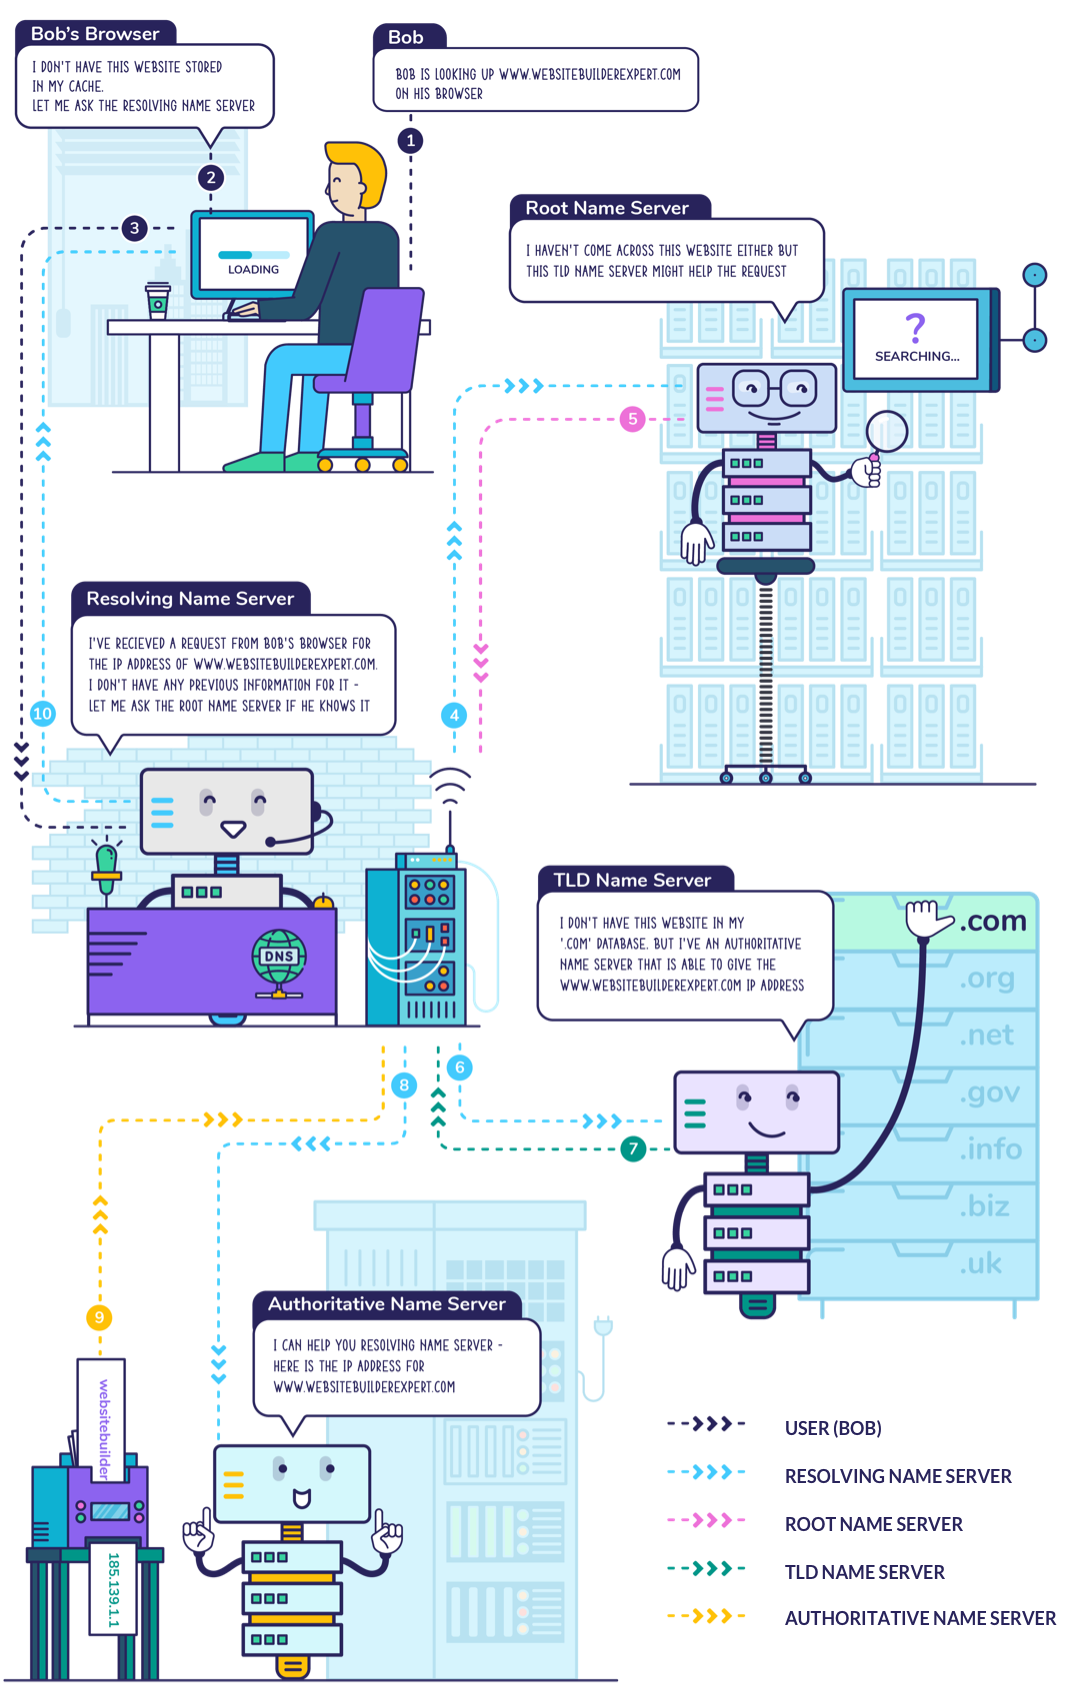 Bob's Browser
I DON'T HAVE THIS WEBSITE STORED
IN MY CACHE.
LET ME ASK THE RESOLVING NAME SERVER
Bob
BOB IS LOOKING UP WWW.WEBSITEBUILDEREXPERT.COM
ON HIS BROWSER
1
2
3
LOADING
Root Name Server
I HAVEN'T COME ACROSS THIS WEBSITE EITHER BUT
THIS TLD NAME SERVER MIGHT HELP THE REQUEST
?
SEARCHING...
5
Resolving Name Server
I'VE RECIEVED A REQUEST FROM BOB'S BROWSER FOR
THE IP ADDRESS OF WWW.WEBSITEBUILDEREXPERT.COM.
I DON'T HAVE ANY PREVIOUS INFORMATION FOR IT -
LET ME ASK THE ROOT NAME SERVER IF HE KNOWS IT
10
4
DNS
TLD Name Server
I DON'T HAVE THIS WEBSITE IN MY
'.COM' DATABASE. BUT I'VE AN AUTHORITATIVE
NAME SERVER THAT IS ABLE TO GIVE THE
WWW.WEBSITEBUILDEREXPERT.COM IP ADDRESS
.com
.org
.net
.gov
.info
.biz
.uk
6
8
7
9
Authoritative Name Server
I CAN HELP YOU RESOLVING NAME SERVER -
HERE IS THE IP ADDRESS FOR
WWW.WEBSITEBUILDEREXPERT.COM
websitebuilder
185.139.1.1
USER (BOB)
RESOLVING NAME SERVER
ROOT NAME SERVER
TLD NAME SERVER
AUTHORITATIVE NAME SERVER